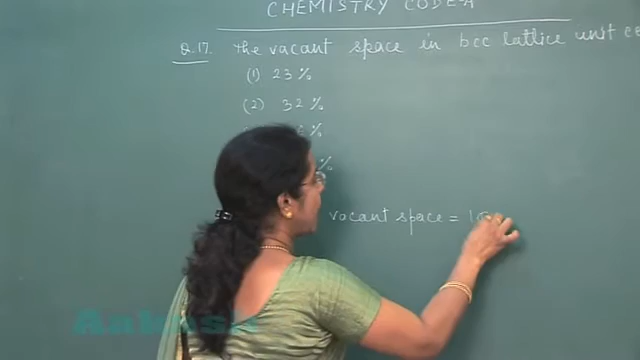 CHEMISTRY CODE-A
Q.17. The vacant space in bcc lattice unit ce
(1) 23 %
(2) 32 %
%
%
vacant space = 10
Aakash